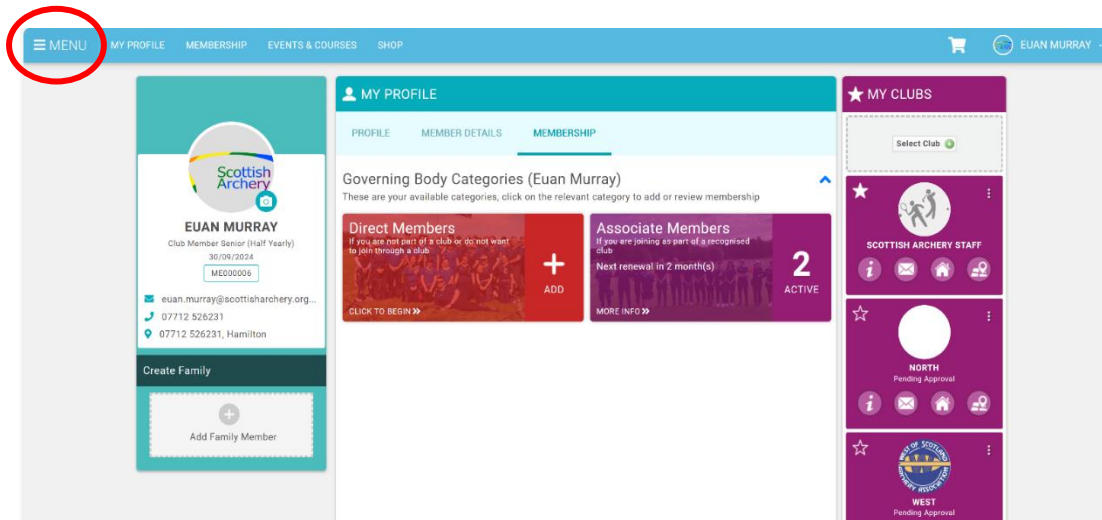 MENU
MY PROFILE
MEMBERSHIP
EVENTS & COURSES
SHOP
EUAN MURRAY
Scottish
Archery
EUAN MURRAY
Club Member Senior (Half Yearly)
30/09/2024
ME000006
euan.murray@scottisharchery.org...
07712 526231
07712 526231, Hamilton
Create Family
Add Family Member
MY PROFILE
PROFILE
MEMBER DETAILS
MEMBERSHIP
Governing Body Categories (Euan Murray)
These are your available categories, click on the relevant category to add or review membership
Direct Members
If you are not part of a club or do not want
to join through a club
ADD
CLICK TO BEGIN
Associate Members
If you are joining as part of a recognised
club
Next renewal in 2 month(s)
2
ACTIVE
MORE INFO
MY CLUBS
Select Club
SCOTTISH ARCHERY STAFF
NORTH
Pending Approval
WEST OF SCOTLAND
ARCHERY ASSOCIATION
WEST
Pending Approval